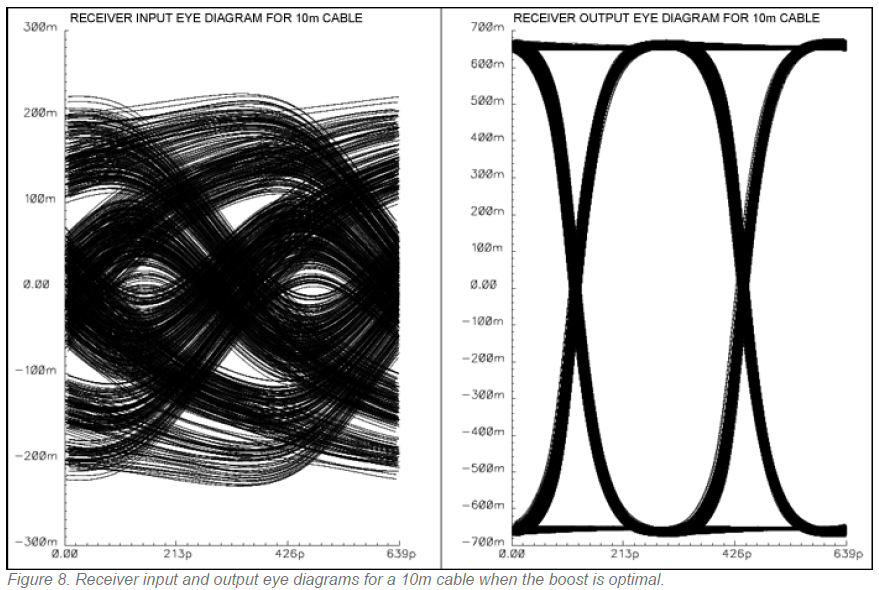 RECEIVER INPUT EYE DIAGRAM FOR 10m CABLE
300m
200m
100m
0.00
-100m
-200m
-300m
0.00
213p
426p
639p
RECEIVER OUTPUT EYE DIAGRAM FOR 10m CABLE
700m
600m
500m
400m
300m
200m
100m
0.00
-100m
-200m
-300m
-400m
-500m
-600m
-700m
0.00
213p
426p
639p
Figure 8. Receiver input and output eye diagrams for a 10m cable when the boost is optimal.